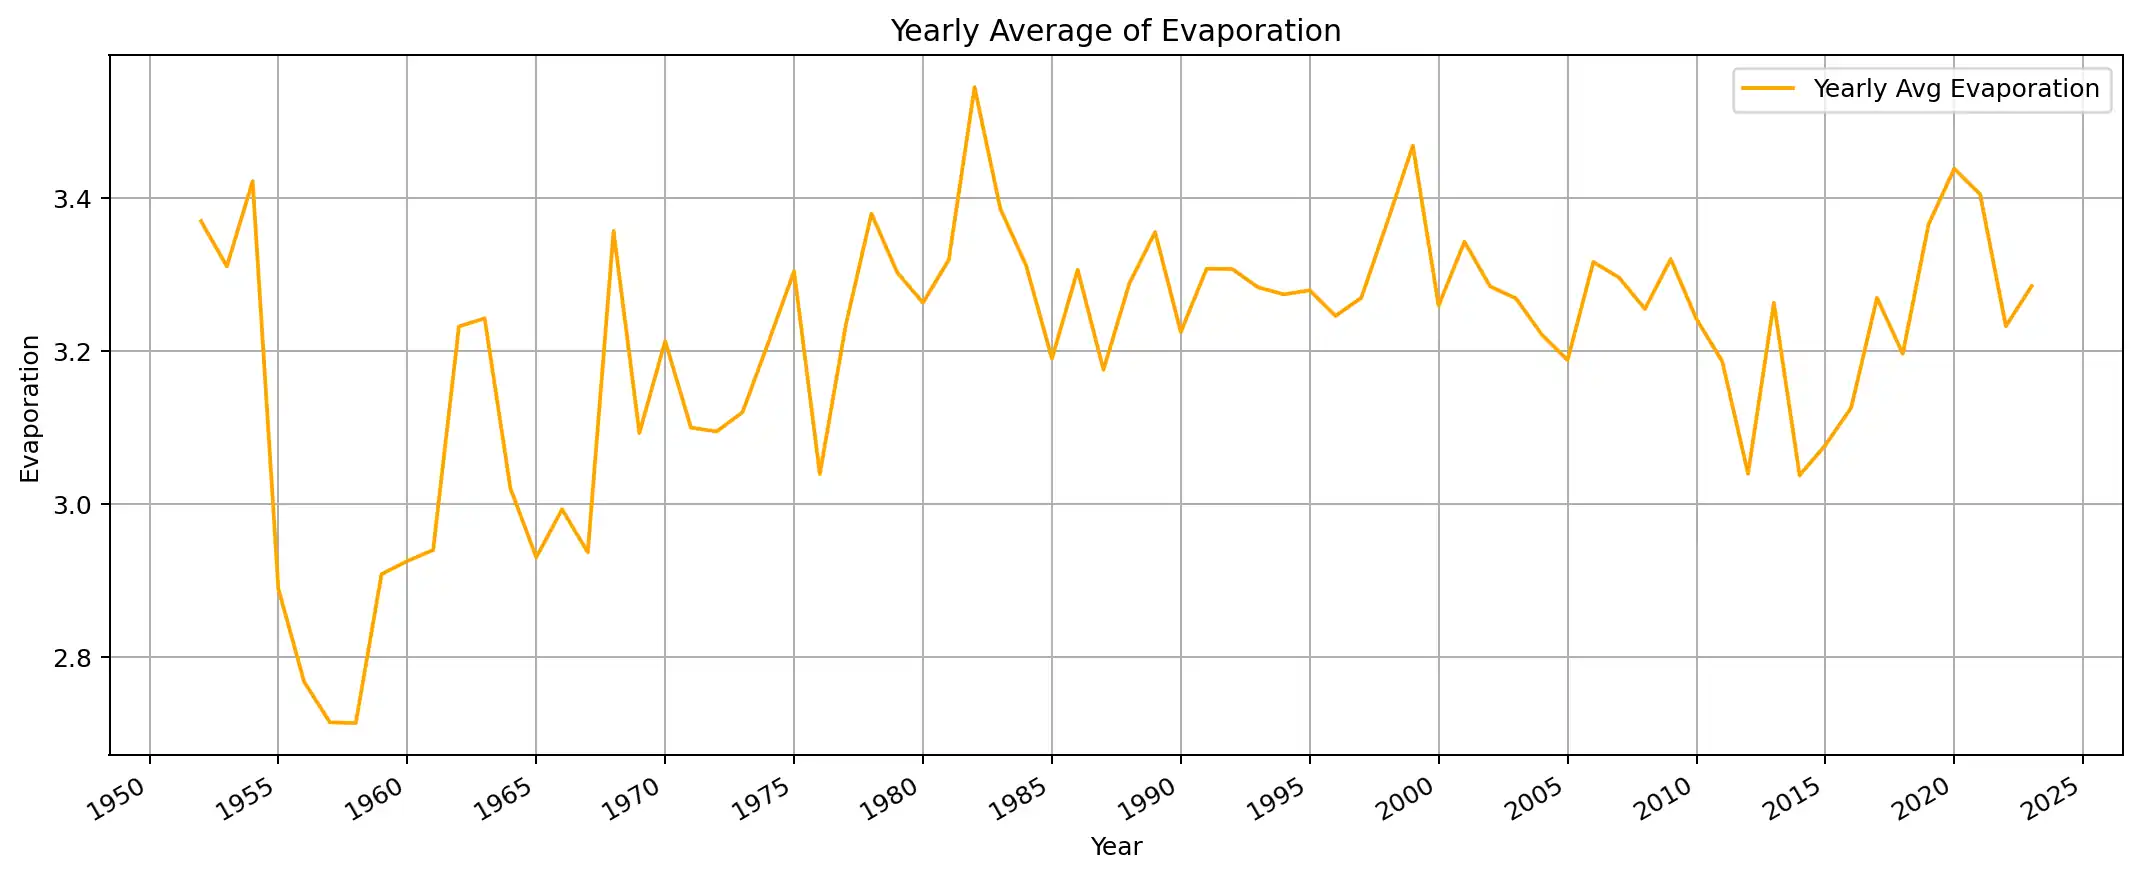 Yearly Average of Evaporation
Yearly Avg Evaporation
3.4
3.2
3.0
2.8
Evaporation
1950 1955 1960 1965 1970 1975 1980 1985 1990 1995 2000 2005 2010 2015 2020 2025
Year